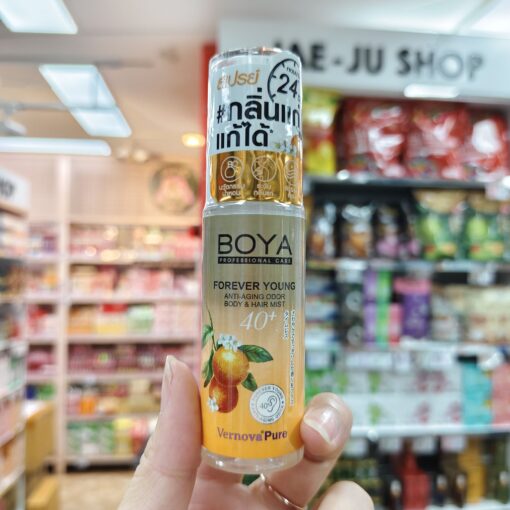 JAE-JU SHOP
สเปรย์
24
#กลิ่นแก่
แก้ได้
BOYA
PROFESSIONAL CARE
FOREVER YOUNG
ANTI-AGING ODOR
BODY & HAIR MIST
40+
Vernova Pure